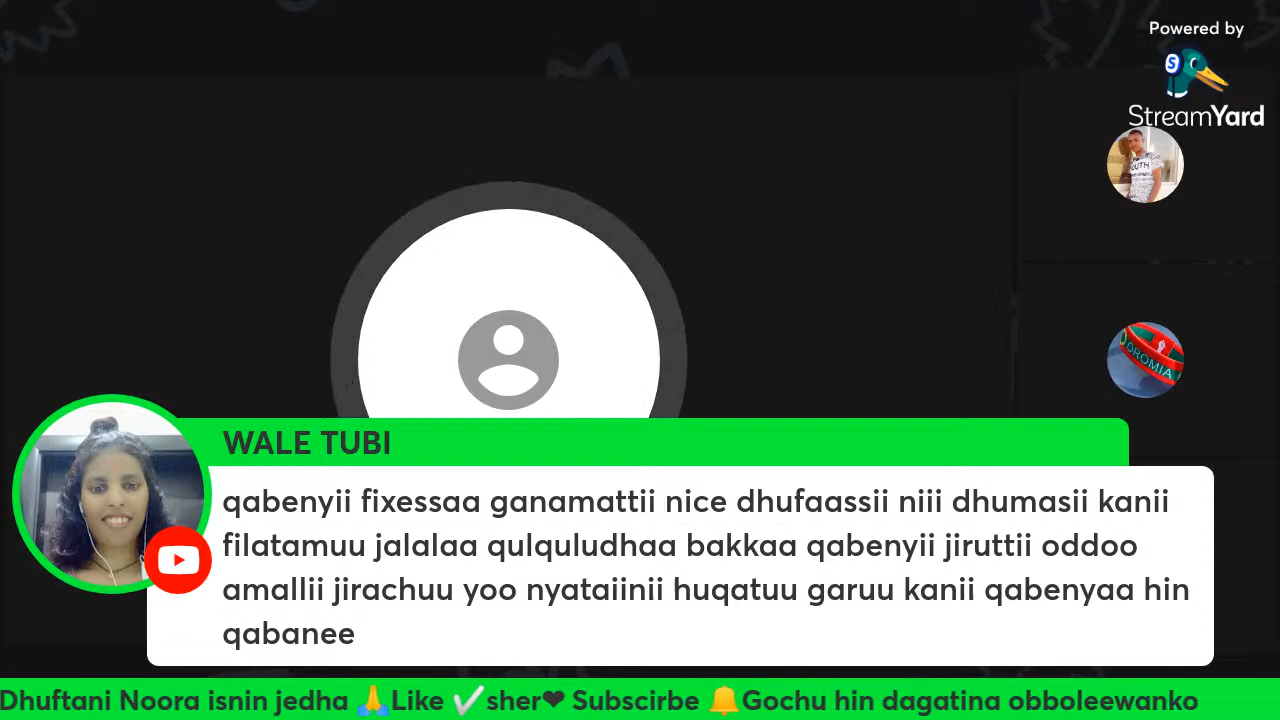 Powered by
S
StreamYard
OUTH
OROMIA
WALE TUBI
qabenyii fixessaa ganamattii nice dhufaassii niii dhumasii kanii
filatamuu jalalaa qulquludhaa bakkaa qabenyii jiruttii oddoo
amallii jirachuu yoo nyataiinii huqatuu garuu kanii qabenyaa hin
qabanee
Dhuftani Noora isnin jedha 🙏Like ✔️sher❤ Subscirbe 🔔Gochu hin dagatina obboleewanko